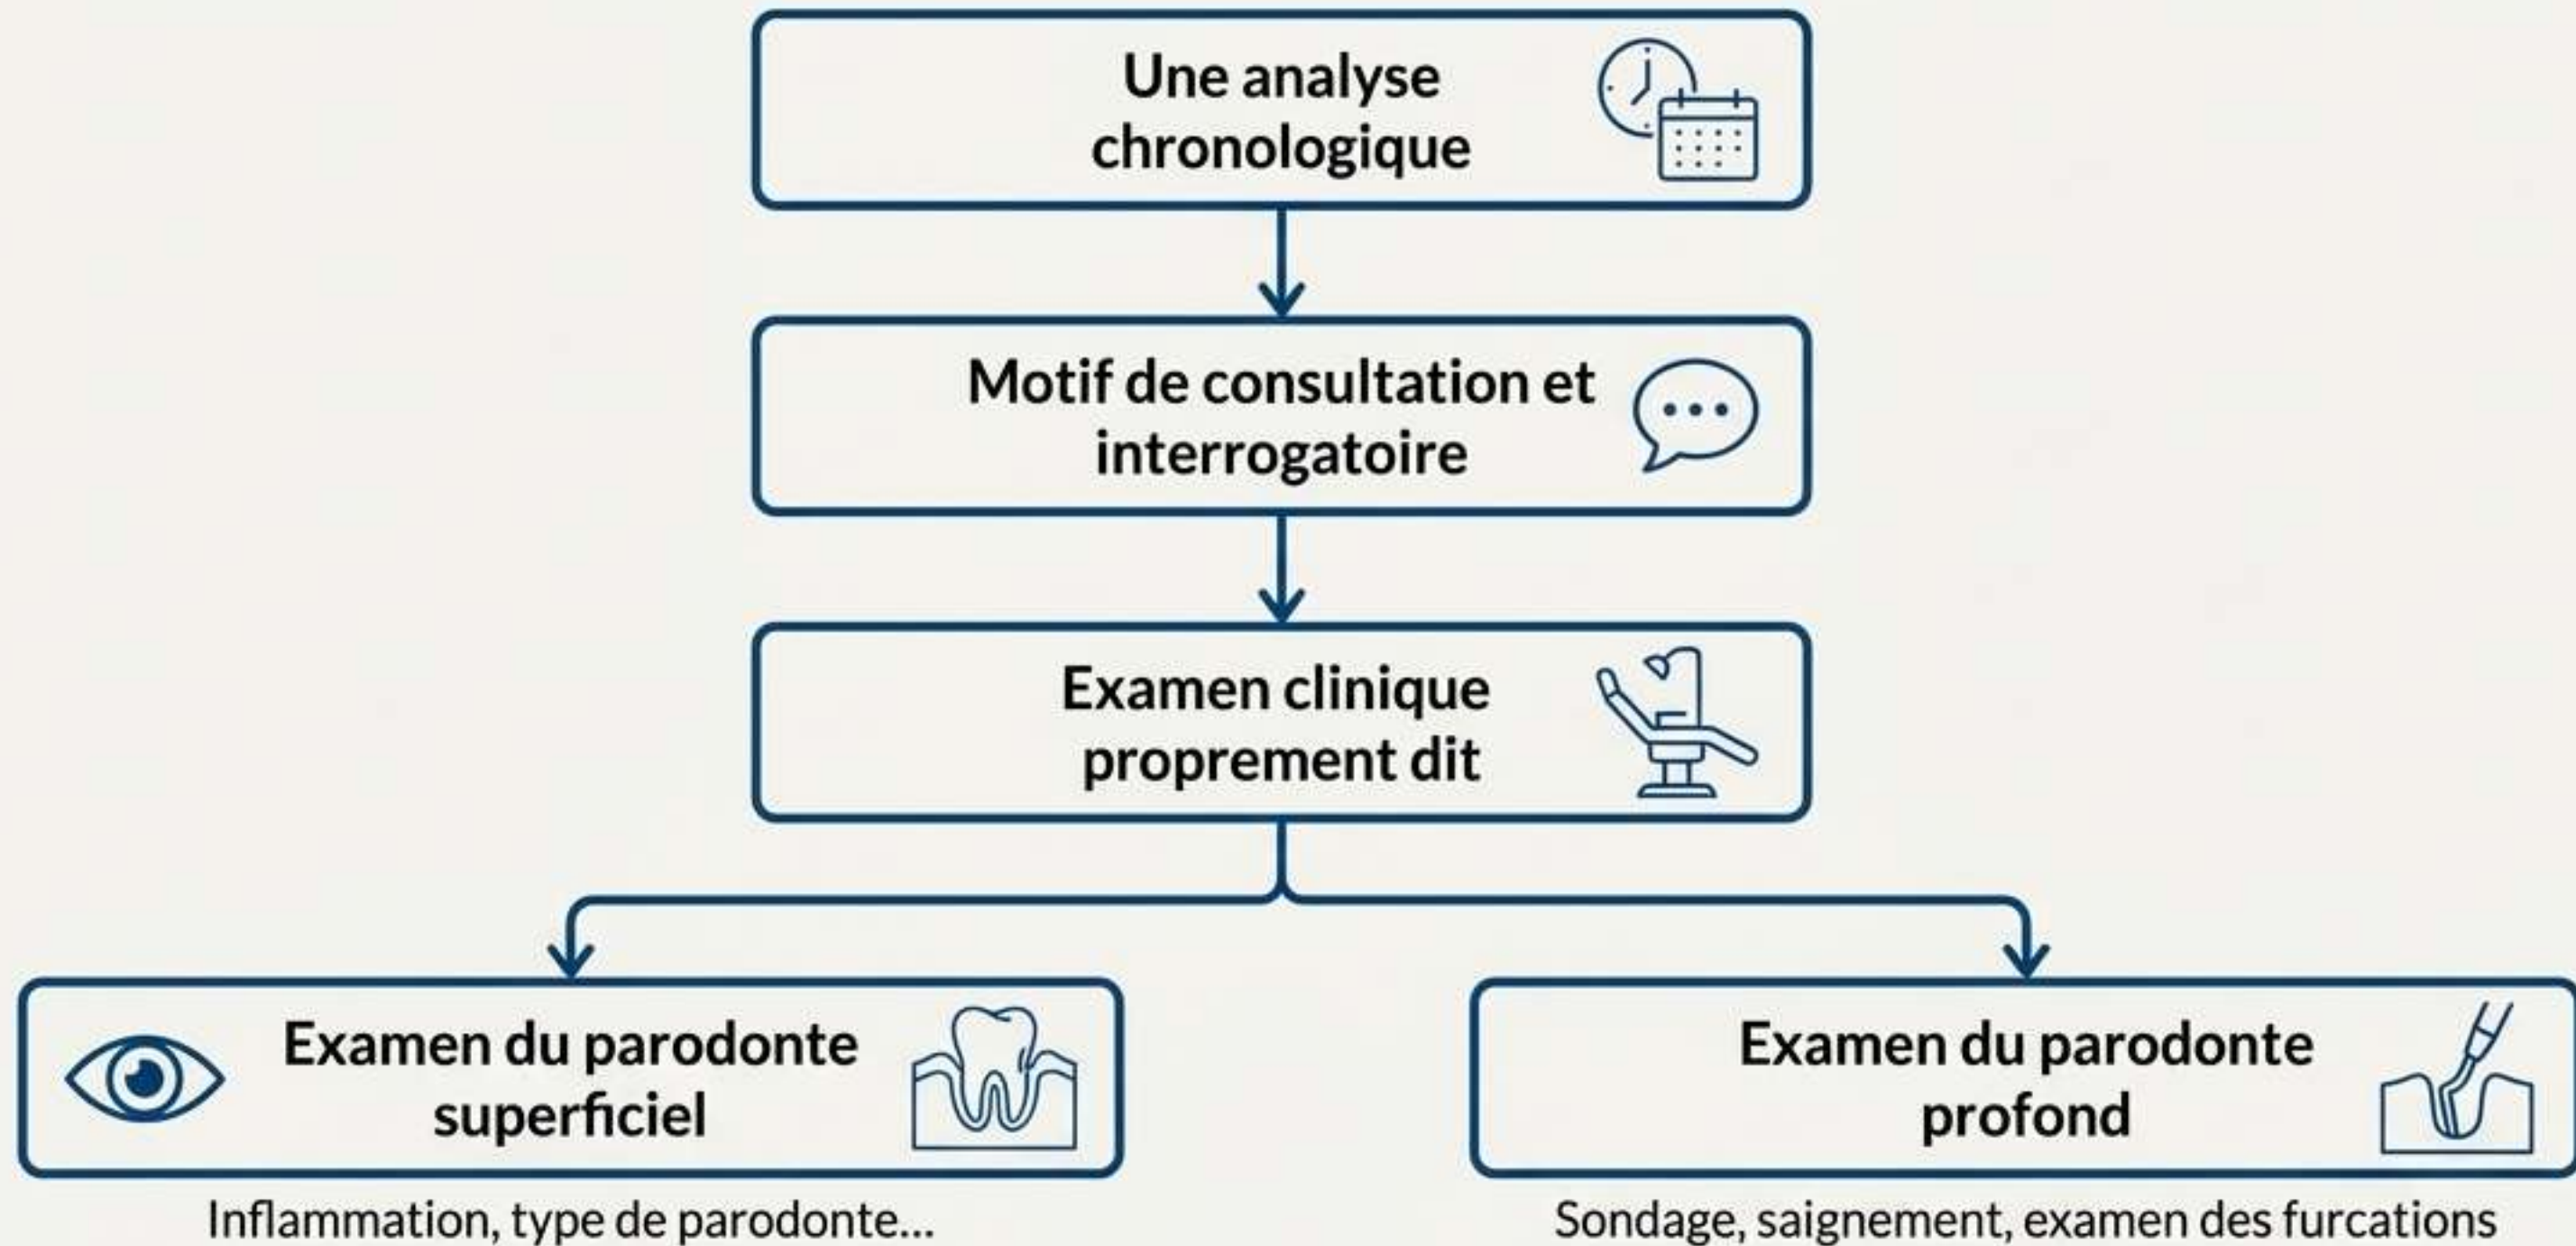 Une analyse
chronologique
Motif de consultation et
interrogatoire
Examen clinique
proprement dit
Examen du parodonte
superficiel
Examen du parodonte
profond
Inflammation, type de parodonte...
Sondage, saignement, examen des furcations